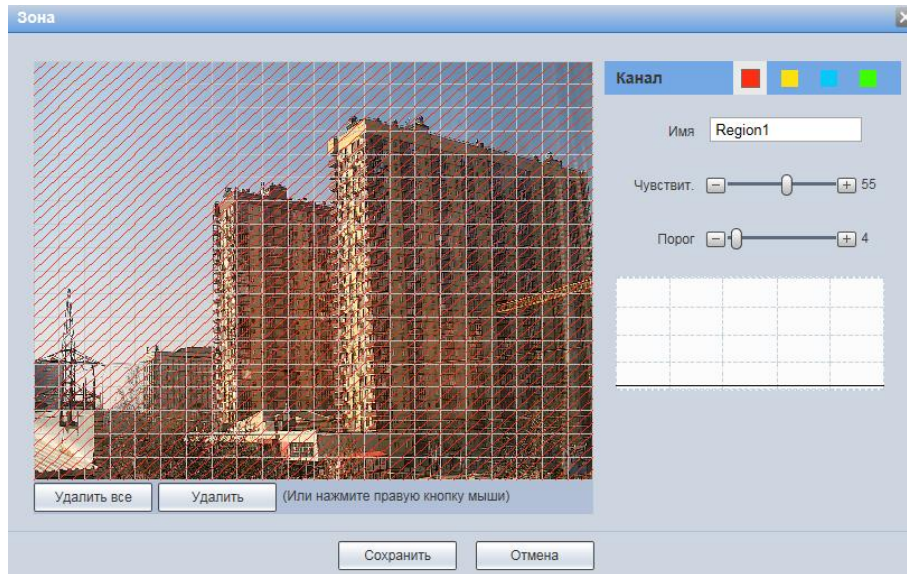 Зона
Канал
Имя Region1
Чувствит. 55
Порог 4
Удалить все Удалить (Или нажмите правую кнопку мыши)
Сохранить Отмена